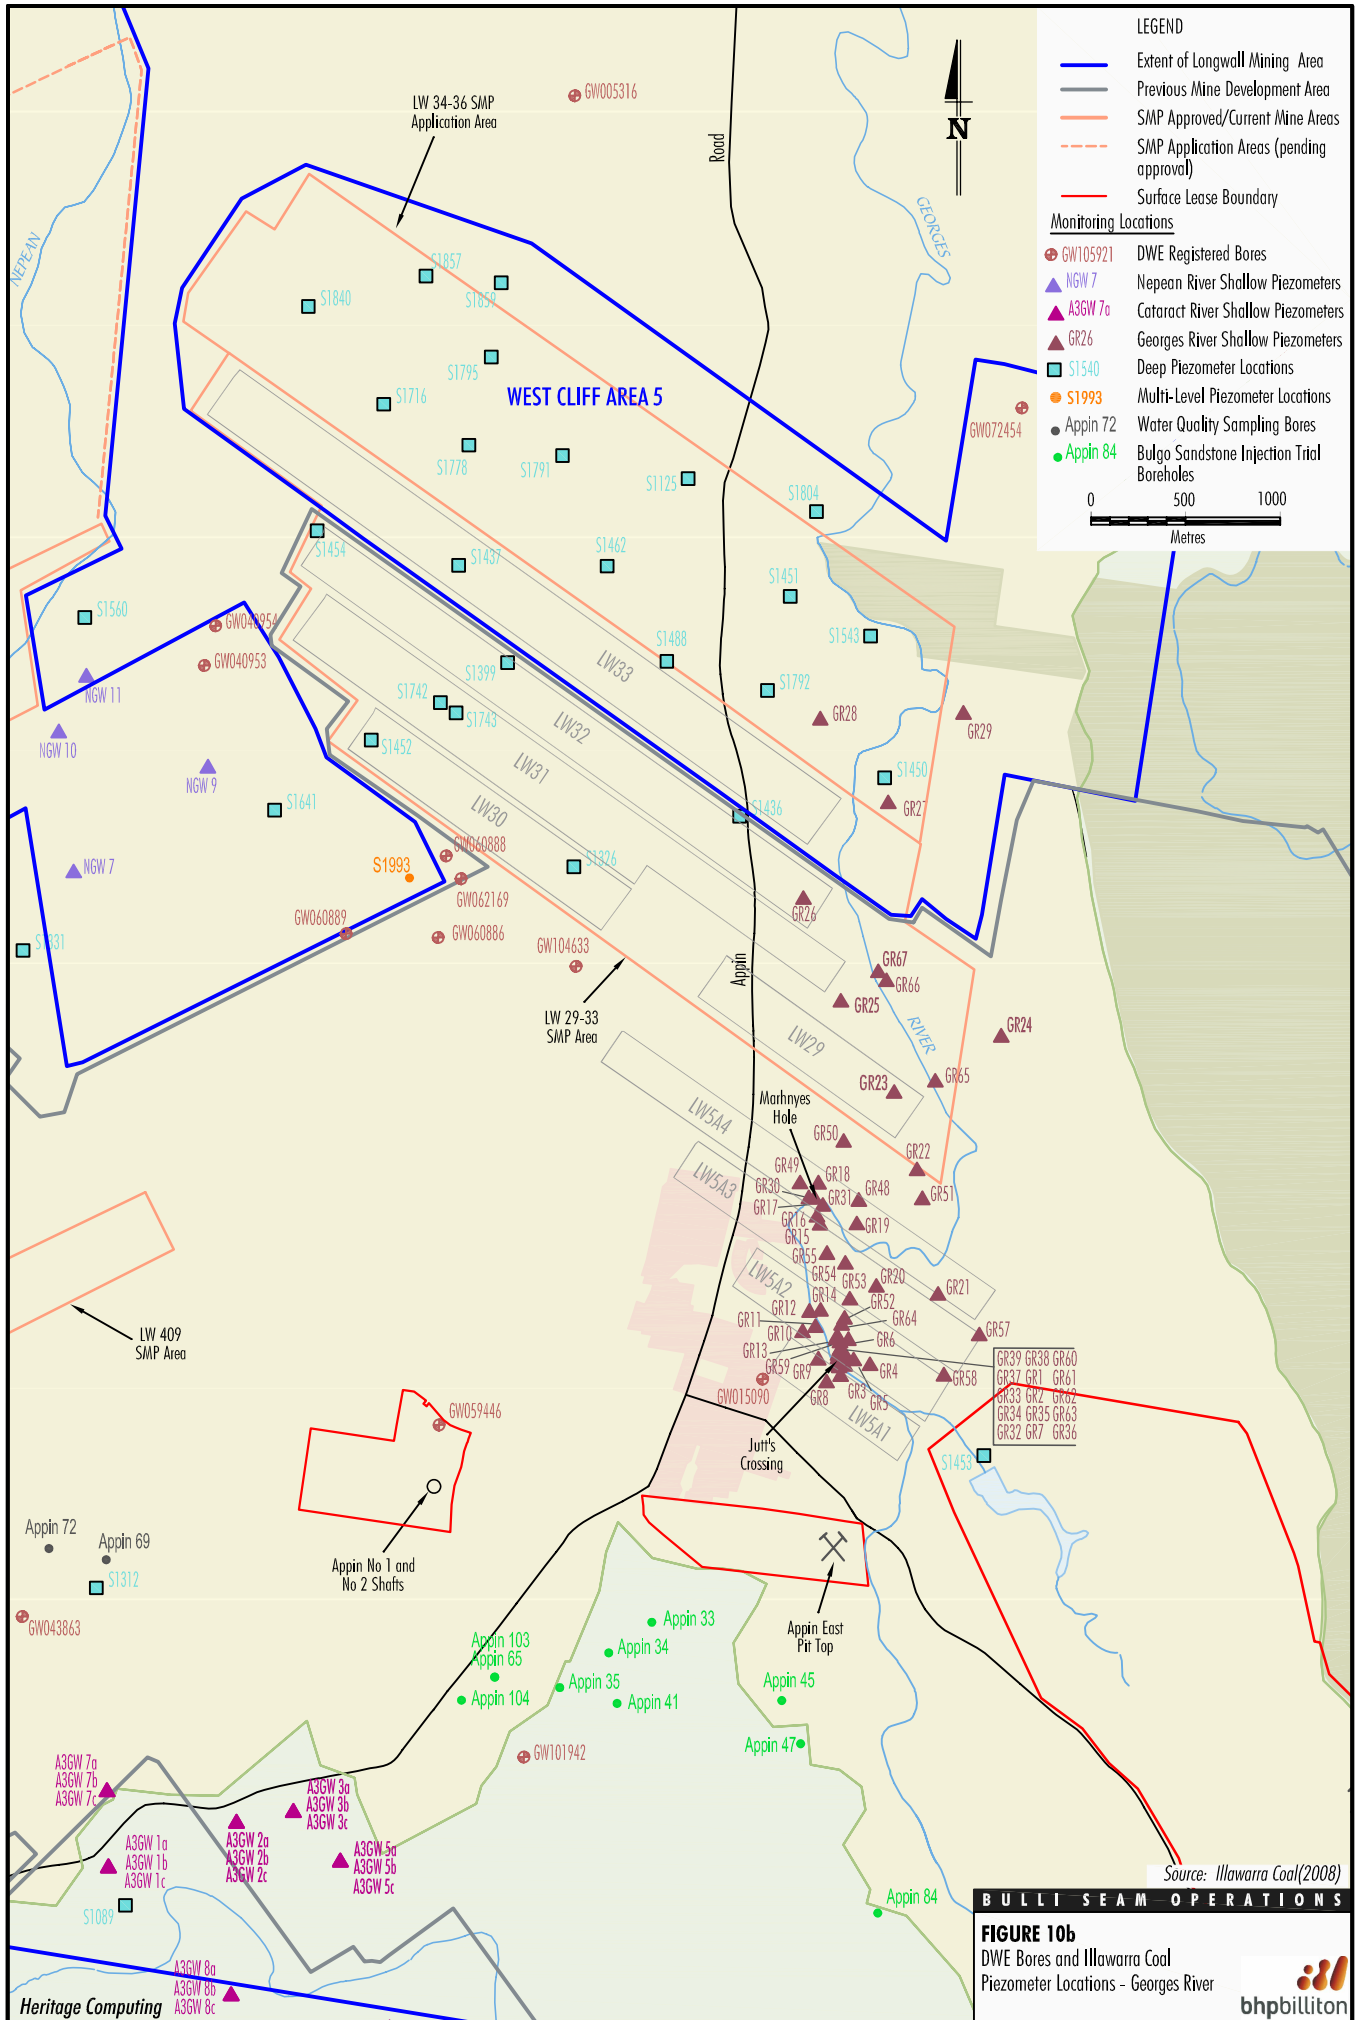 LEGEND
Extent of Longwall Mining Area
Previous Mine Development Area
SMP Approved/Current Mine Areas
SMP Application Areas (pending
approval)
Surface Lease Boundary
Monitoring Locations
GW105921 DWE Registered Bores
NGW 7 Nepean River Shallow Piezometers
A3GW 7a Cataract River Shallow Piezometers
GR26 Georges River Shallow Piezometers
S1540 Deep Piezometer Locations
S1993 Multi-Level Piezometer Locations
Appin 72 Water Quality Sampling Bores
Appin 84 Bulgo Sandstone Injection Trial
Boreholes
0 500 1000
Metres
N
GW005316
LW 34-36 SMP
Application Area
Road
GEORGES
NEPEAN
S1857
S1859
S1840
S1795
WEST CLIFF AREA 5
S1716
GW072454
S1778
S1791
S1125
S1804
S1454
S1437
S1462
S1451
S1560
GW040954
S1543
GW040953
S1488
LW33
S1399
NGW 11
S1742
S1743
S1792
GR28
GR29
LW32
NGW 10
S1452
LW31
NGW 9
S1450
GR27
LW30
S1641
S1436
GW060888
S1326
NGW 7
S1993
GW062169
GR26
GW060889
GW060886
S1331
GW104633
Appin
GR67
GR66
GR25
LW 29-33
SMP Area
RIVER
GR24
LW29
GR65
GR23
Marhnyes
Hole
LW5A4
GR50
GR22
LW5A3
GR49
GR18
GR30
GR31
GR48
GR51
GR17
GR16
GR19
GR15
GR55
GR54
LW5A2
GR53
GR20
GR21
GR14
GR12
GR52
GR11
GR64
GR10
GR57
GR13
GR6
GR59
GR9
GR4
GR58
GW015090
GR8
GR3
GR5
LW5A1
GR39 GR38 GR60
GR37 GR1 GR61
GR33 GR2 GR62
GR34 GR35 GR63
GR32 GR7 GR36
Jutt's
Crossing
S1453
LW 409
SMP Area
GW059446
Appin No 1 and
No 2 Shafts
Appin 72
Appin 69
S1312
GW043863
Appin East
Pit Top
Appin 33
Appin 103
Appin 65
Appin 34
Appin 35
Appin 104
Appin 41
Appin 45
Appin 47
GW101942
A3GW 7a
A3GW 7b
A3GW 7c
A3GW 3a
A3GW 3b
A3GW 3c
A3GW 2a
A3GW 2b
A3GW 2c
A3GW 1a
A3GW 1b
A3GW 1c
A3GW 5a
A3GW 5b
A3GW 5c
S1089
Appin 84
A3GW 8a
A3GW 8b
A3GW 8c
Heritage Computing
Source: Illawarra Coal(2008)
BULLI SEAM OPERATIONS
FIGURE 10b
DWE Bores and Illawarra Coal
Piezometer Locations - Georges River
bhpbilliton